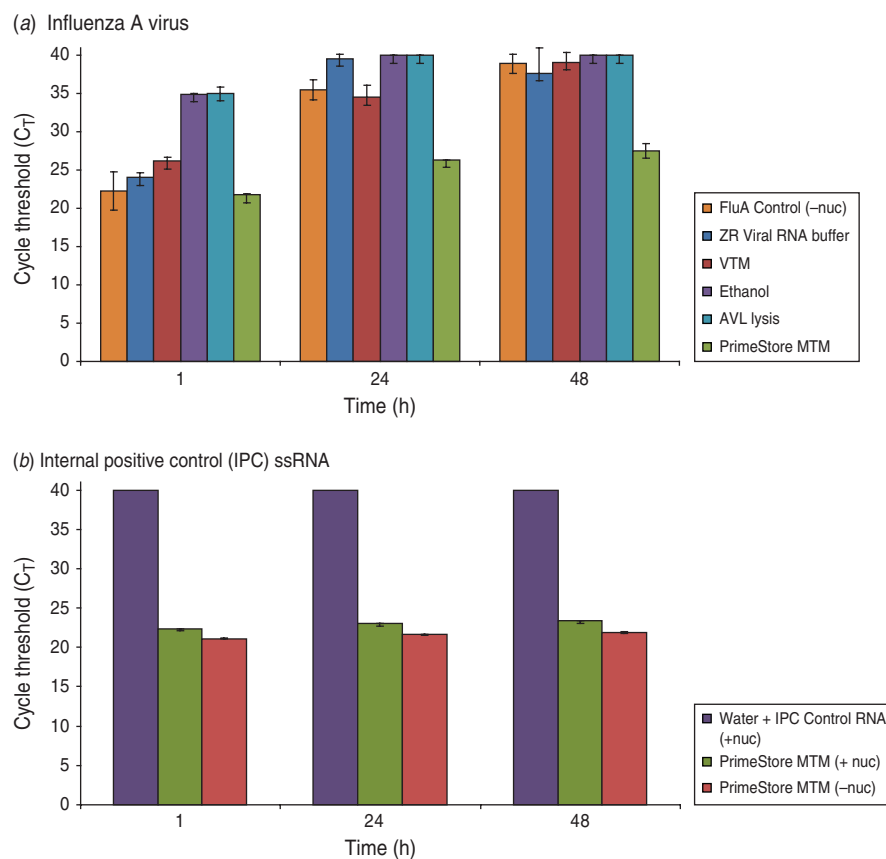 (a) Influenza A virus
40
35
30
25
20
15
10
5
0
Cycle threshold (CT)
1
24
48
Time (h)
FluA Control (–nuc)
ZR Viral RNA buffer
VTM
Ethanol
AVL lysis
PrimeStore MTM
(b) Internal positive control (IPC) ssRNA
40
35
30
25
20
15
10
5
0
Cycle threshold (CT)
1
24
48
Time (h)
Water + IPC Control RNA
(+nuc)
PrimeStore MTM (+ nuc)
PrimeStore MTM (–nuc)